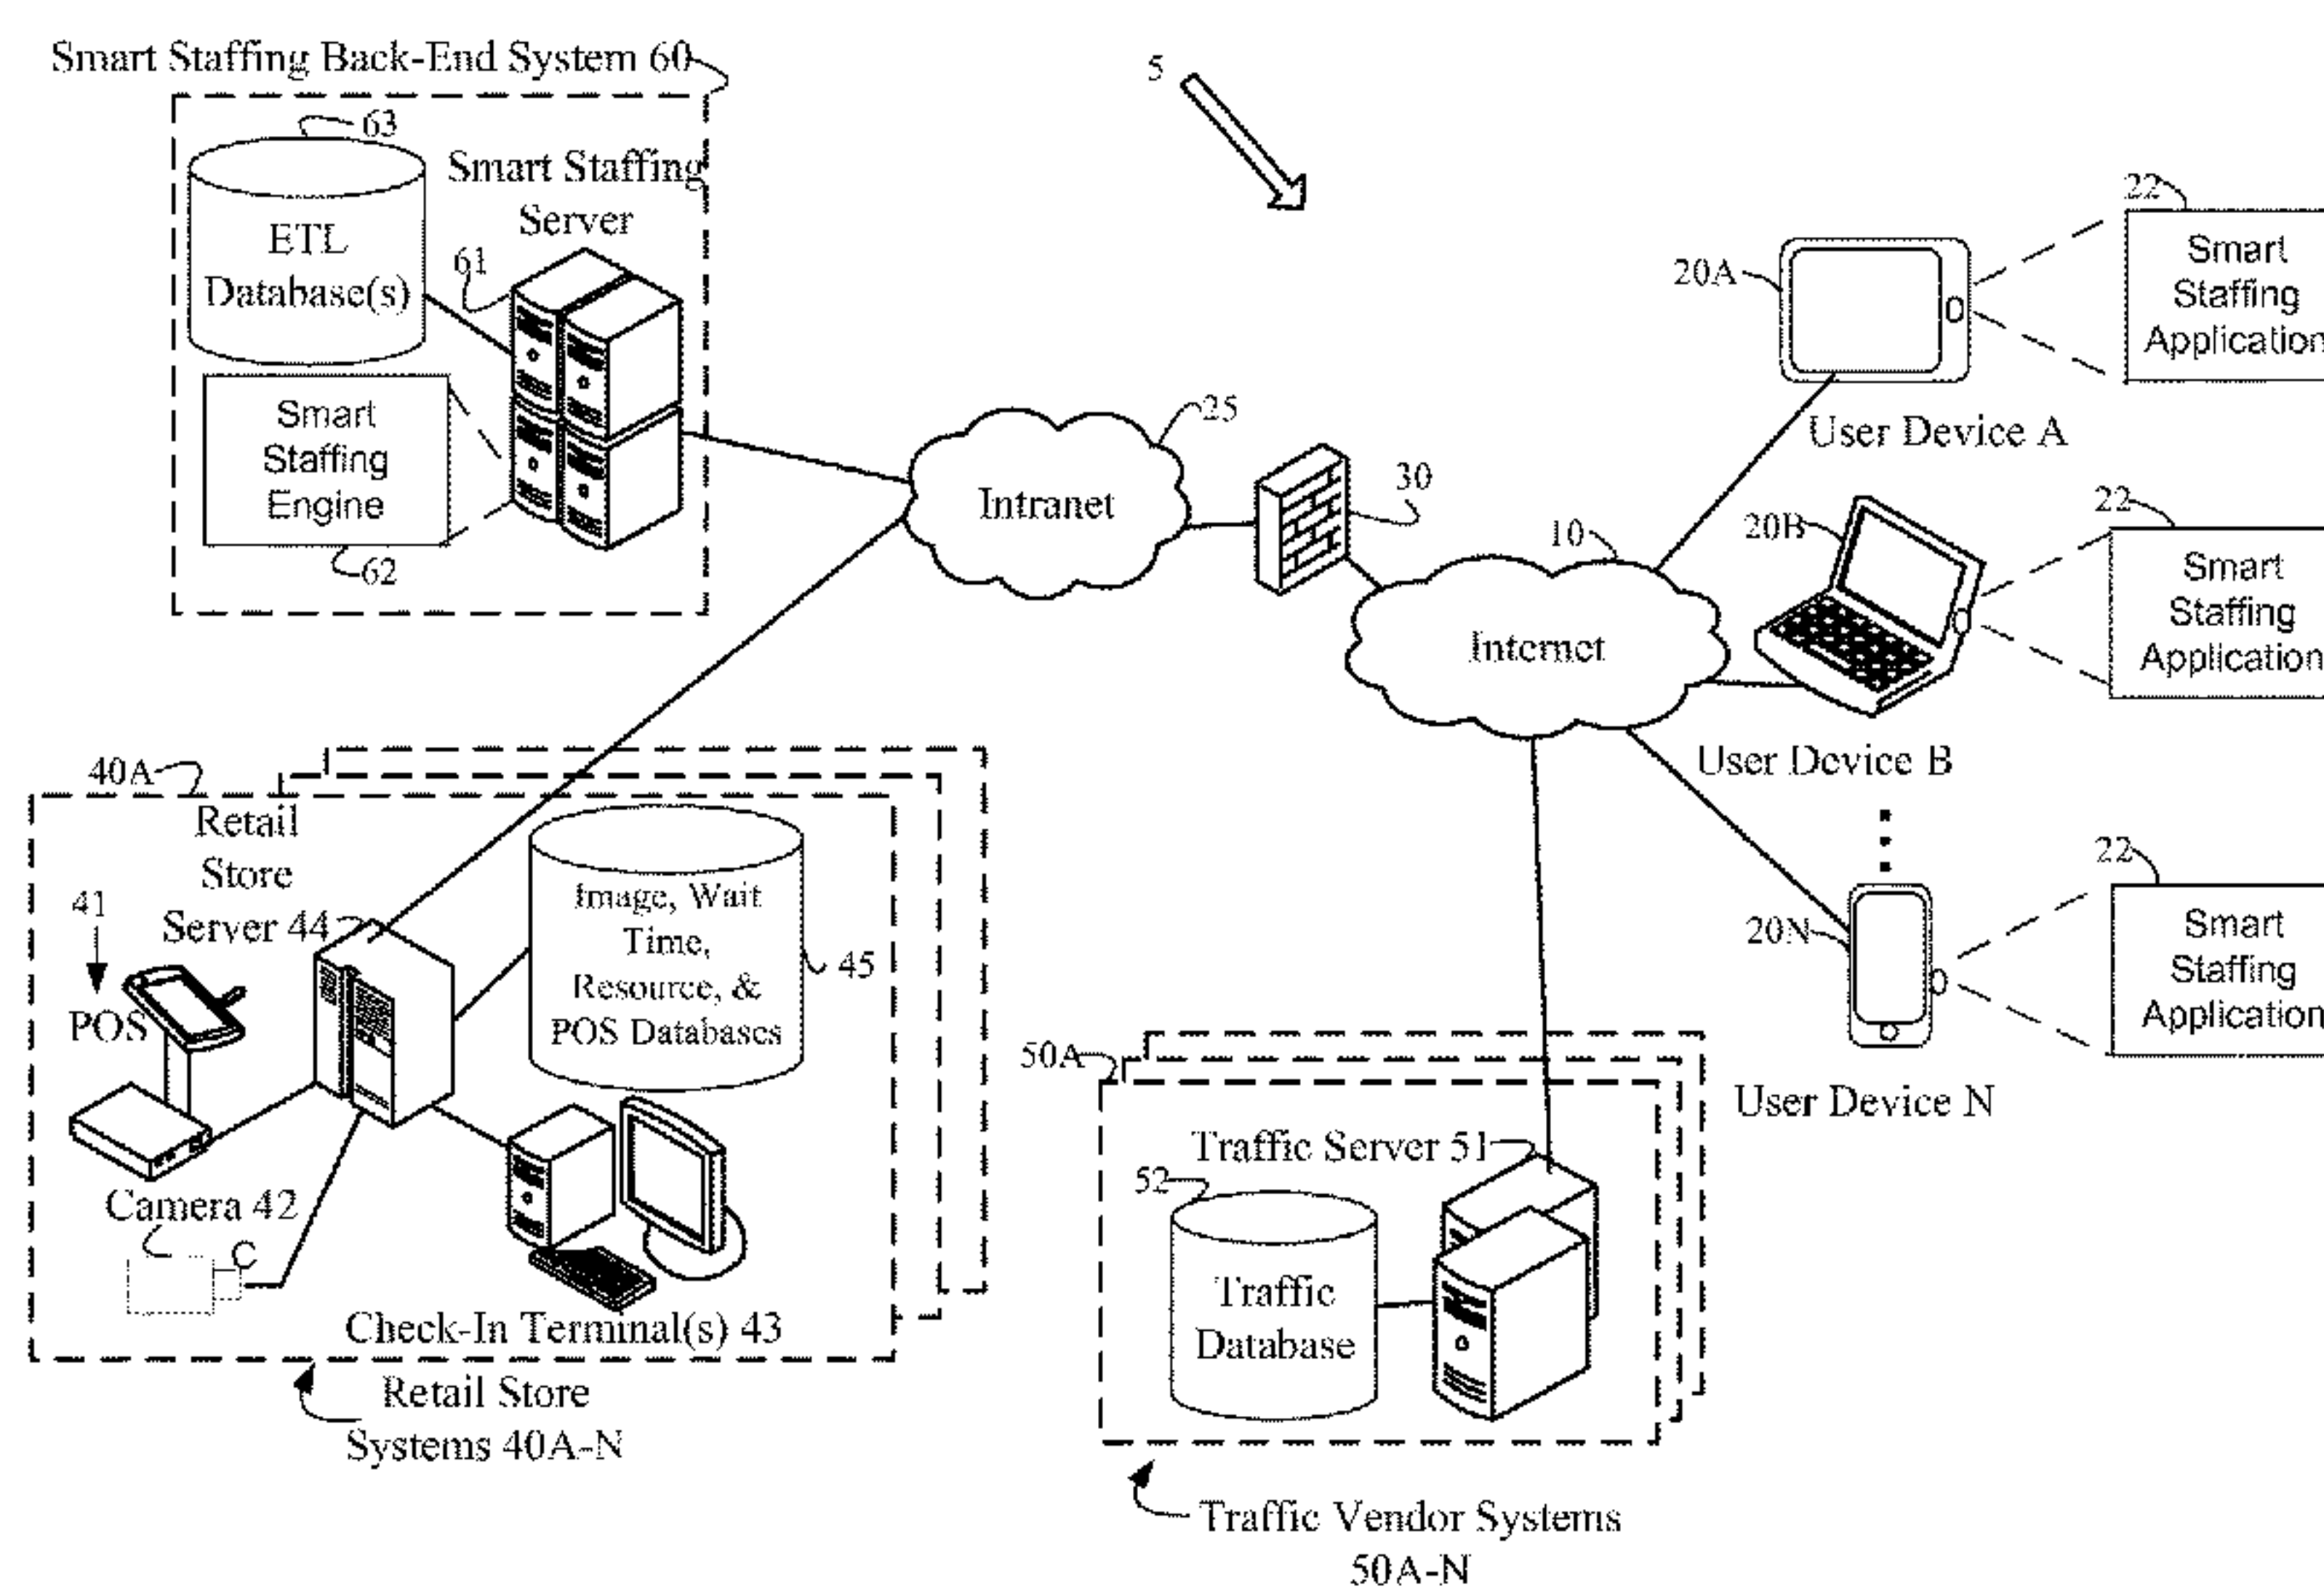 Smart Staffing Back-End System 60
5
63
Smart Staffing
Server
ETL
Database(s)
61
Smart
Staffing
Engine
62
25
Intranet
30
10
Internet
20A
User Device A
22
Smart
Staffing
Application
20B
User Device B
22
Smart
Staffing
Application
20N
User Device N
22
Smart
Staffing
Application
40A
Retail
Store
Server 44
41
POS
Image, Wait
Time,
Resource, &
POS Databases
45
Camera 42
Check-In Terminal(s) 43
Retail Store
Systems 40A-N
50A
Traffic Server 51
52
Traffic
Database
Traffic Vendor Systems
50A-N